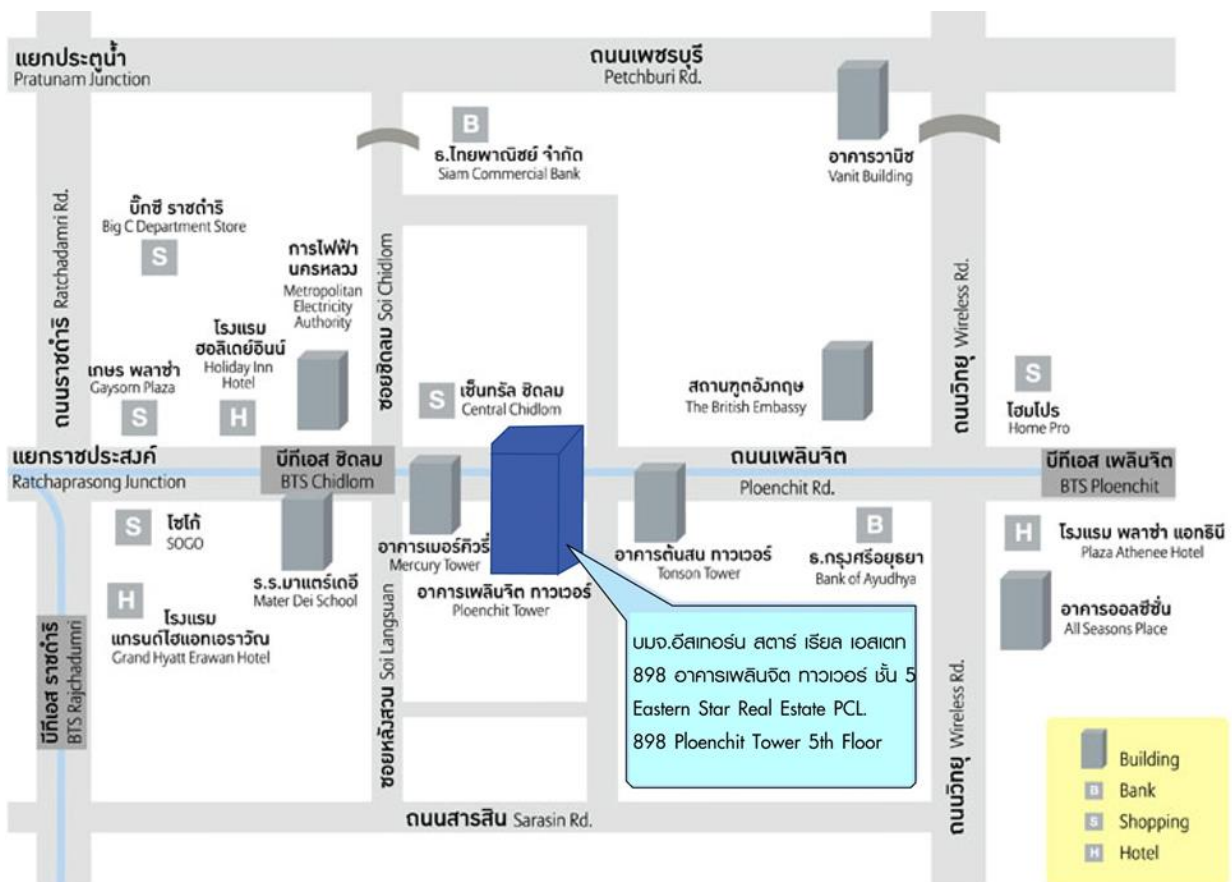 แยกประตูน้ำ
Pratunam Junction
ถนนเพชรบุรี
Petchburi Rd.
B
ธ.ไทยพาณิชย์ จำกัด
Siam Commercial Bank
อาคารวานิช
Vanit Building
ถนนราชดำริ Ratchadamri Rd.
บิ๊กซี ราชดำริ
Big C Department Store
S
การไฟฟ้า
นครหลวง
Metropolitan
Electricity
Authority
ซอยชิดลม Soi Chidlom
ถนนวิทยุ Wireless Rd.
โรงแรม
ฮอลิเดย์อินน์
Holiday Inn
Hotel
H
เกษร พลาซ่า
Gaysorn Plaza
S
S
เซ็นทรัล ชิดลม
Central Chidlom
สถานฑูตอังกฤษ
The British Embassy
S
โฮมโปร
Home Pro
แยกราชประสงค์
Ratchaprasong Junction
บีทีเอส ชิดลม
BTS Chidlom
ถนนเพลินจิต
Ploenchit Rd.
บีทีเอส เพลินจิต
BTS Ploenchit
S
โซโก้
SOGO
ร.ร.มาแตร์เดอี
Mater Dei School
อาคารเมอร์คิวรี่
Mercury Tower
อาคารเพลินจิต ทาวเวอร์
Ploenchit Tower
อาคารต้นสน ทาวเวอร์
Tonson Tower
B
ธ.กรุงศรีอยุธยา
Bank of Ayudhya
H
โรงแรม พลาซ่า แอทธินี
Plaza Athenee Hotel
อาคารออลซีซั่น
All Seasons Place
H
โรงแรม
แกรนด์ไฮแอทเอราวัณ
Grand Hyatt Erawan Hotel
บีทีเอส ราชดำริ
BTS Rajchadumri
ซอยหลังสวน Soi Langsuan
บมจ.อีสเทอร์น สตาร์ เรียล เอสเตท
898 อาคารเพลินจิต ทาวเวอร์ ชั้น 5
Eastern Star Real Estate PCL.
898 Ploenchit Tower 5th Floor
ถนนวิทยุ Wireless Rd.
ถนนสารสิน Sarasin Rd.
Building
B Bank
S Shopping
H Hotel